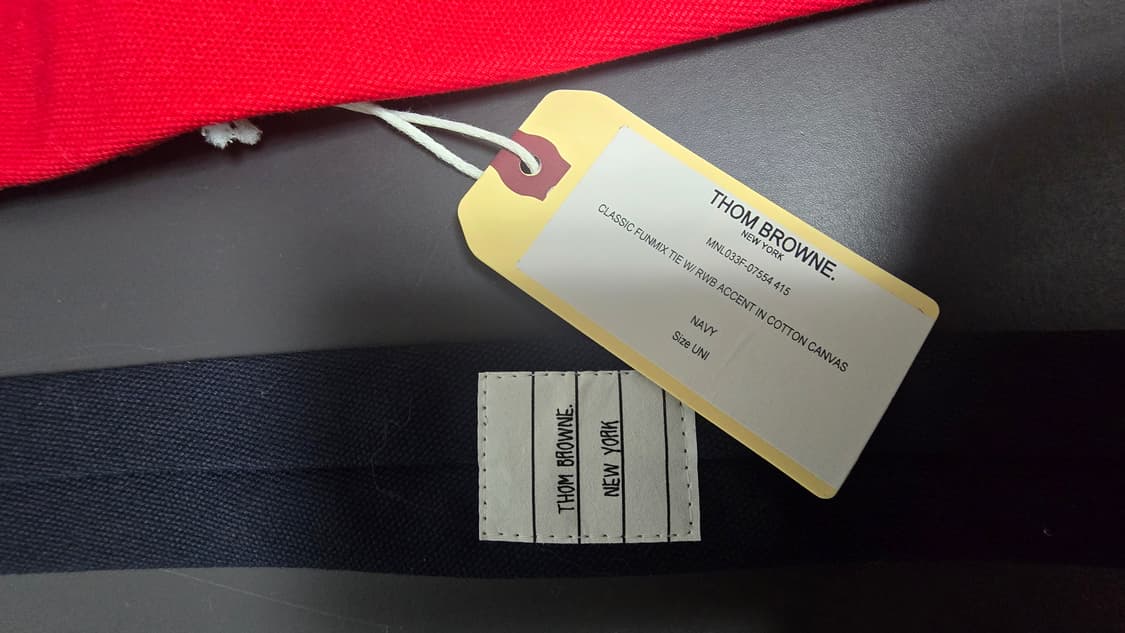 THOM BROWNE.
NEW YORK
MNL033F-07554 415
CLASSIC FUNMIX TIE W/ RWB ACCENT IN COTTON CANVAS
NAVY
Size UNI
THOM BROWNE.
NEW YORK